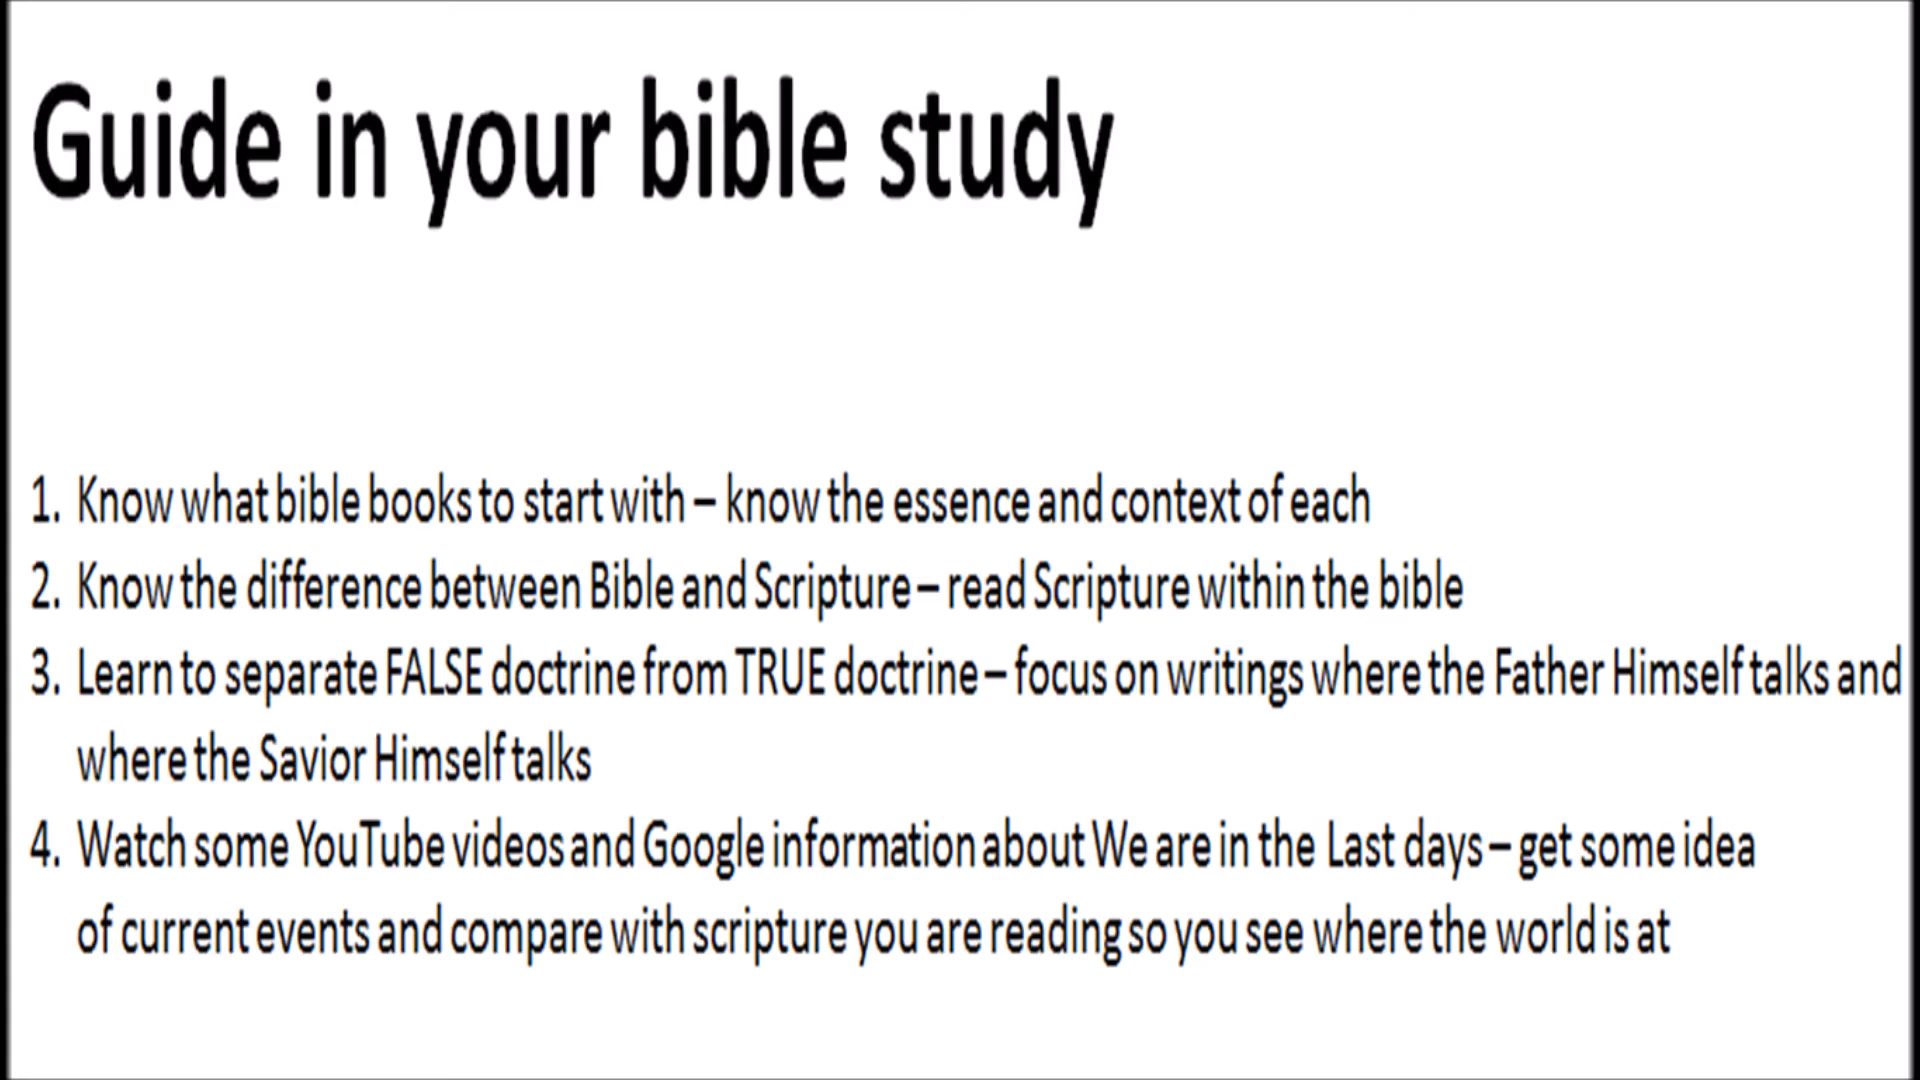 Guide in your bible study
1. Know what bible books to start with – know the essence and context of each
2. Know the difference between Bible and Scripture – read Scripture within the bible
3. Learn to separate FALSE doctrine from TRUE doctrine – focus on writings where the Father Himself talks and
where the Savior Himself talks
4. Watch some YouTube videos and Google information about We are in the Last days – get some idea
of current events and compare with scripture you are reading so you see where the world is at